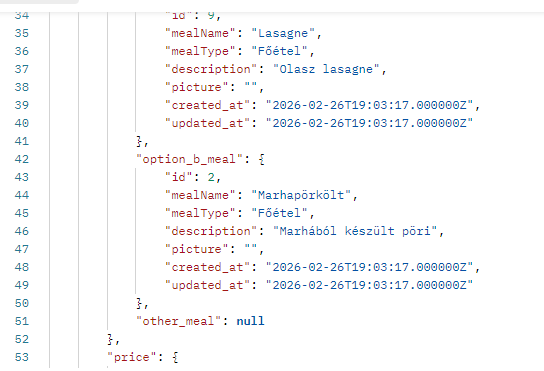 34 "id": 9,
35 "mealName": "Lasagne",
36 "mealType": "Főétel",
37 "description": "Olasz lasagne",
38 "picture": "",
39 "created_at": "2026-02-26T19:03:17.000000Z",
40 "updated_at": "2026-02-26T19:03:17.000000Z"
41 },
42 "option_b_meal": {
43 "id": 2,
44 "mealName": "Marhapörkölt",
45 "mealType": "Főétel",
46 "description": "Marhából készült pöri",
47 "picture": "",
48 "created_at": "2026-02-26T19:03:17.000000Z",
49 "updated_at": "2026-02-26T19:03:17.000000Z"
50 },
51 "other_meal": null
52 },
53 "price": {